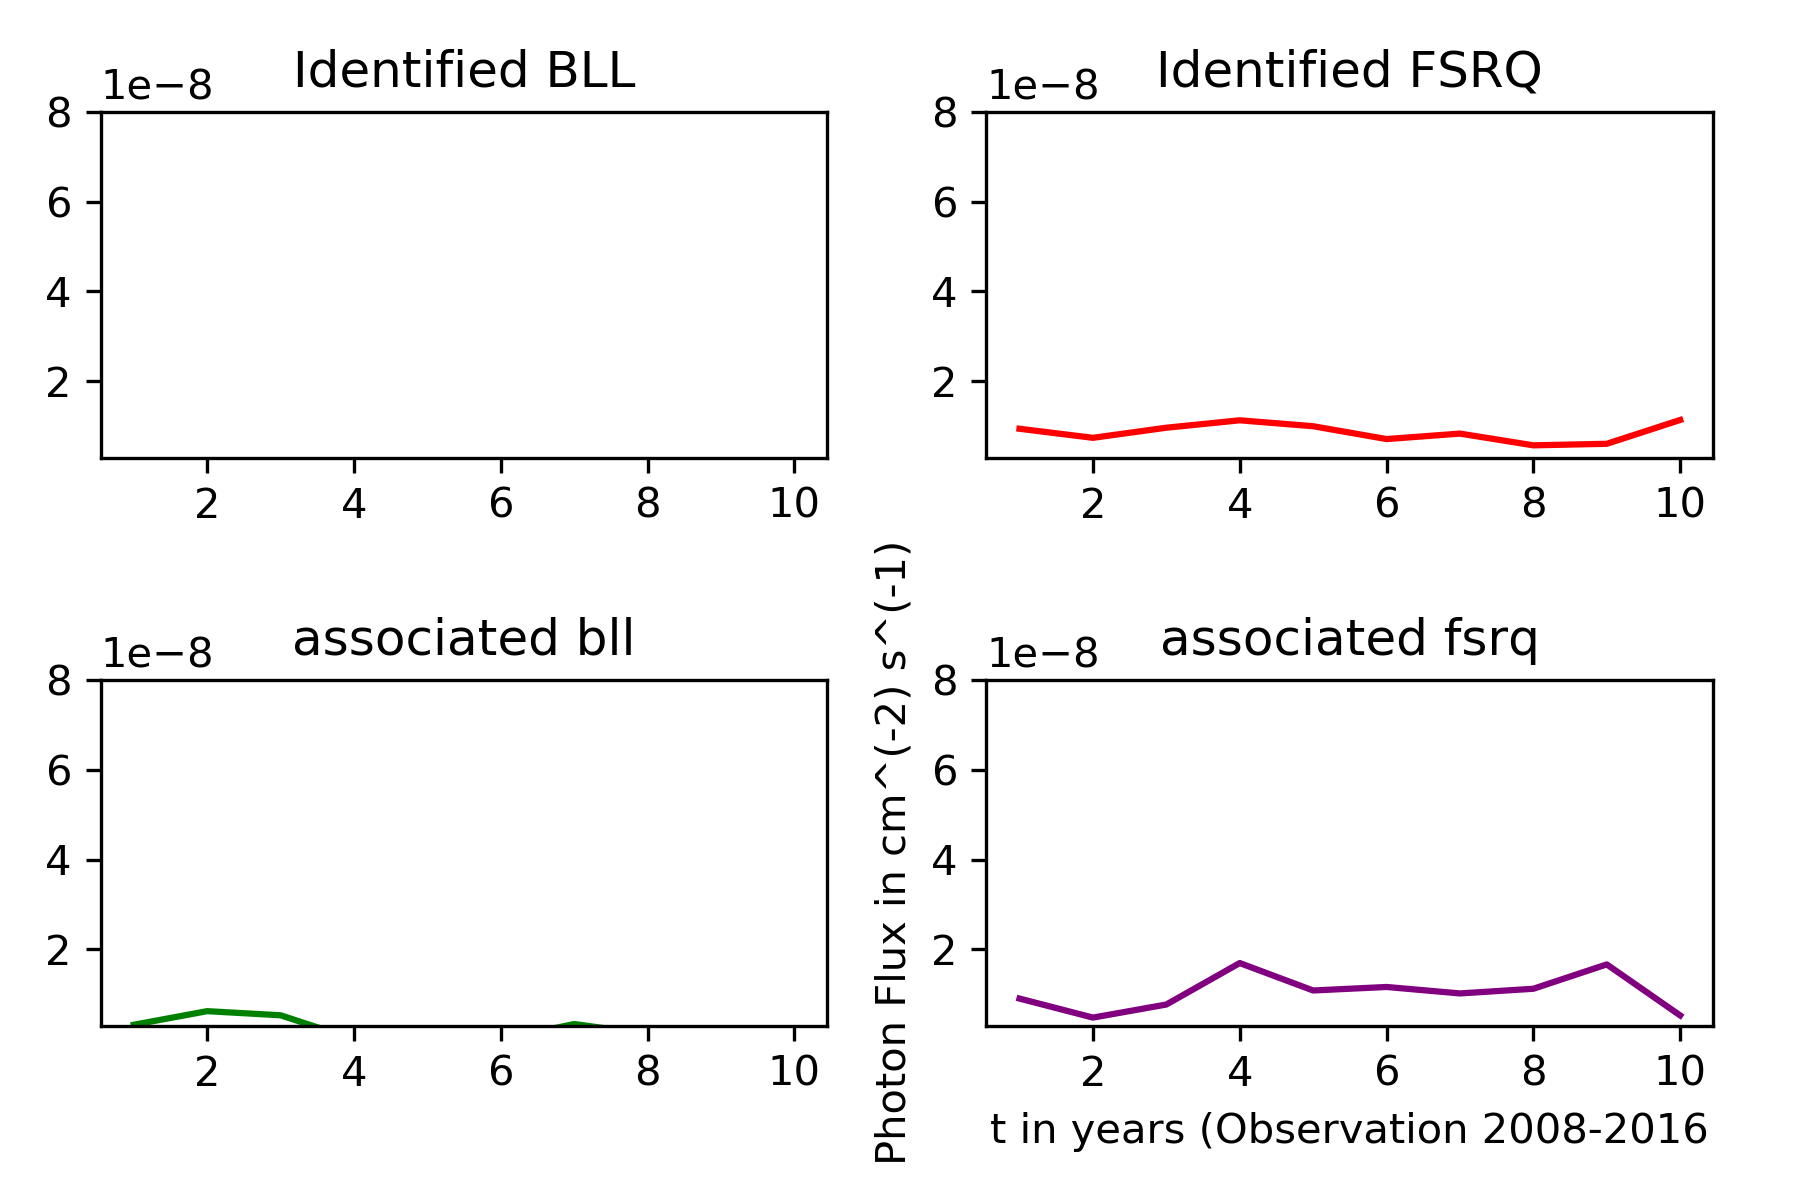 Identified BLL
1e−8
8
6
4
2
2 4 6 8 10
Identified FSRQ
1e−8
8
6
4
2
2 4 6 8 10
associated bll
1e−8
8
6
4
2
2 4 6 8 10
associated fsrq
1e−8
Photon Flux in cm^(-2) s^(-1)
8
6
4
2
2 4 6 8 10
t in years (Observation 2008-2016